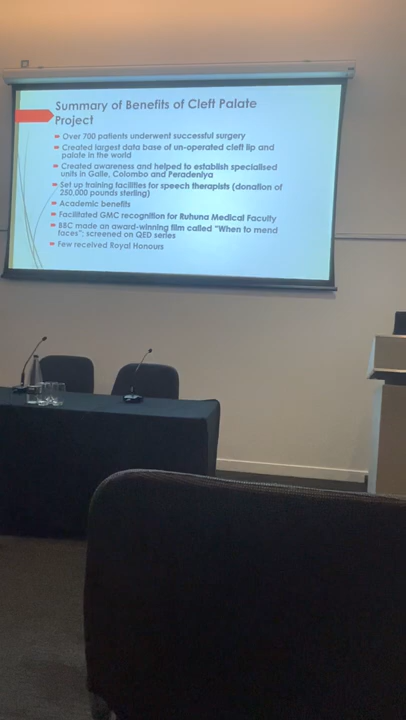 Summary of Benefits of Cleft Palate
Project
Over 700 patients underwent successful surgery
Created largest data base of un-operated cleft lip and
palate in the world
Created awareness and helped to establish specialised
units in Galle, Colombo and Peradeniya
Set up training facilities for speech therapists (donation of
250,000 pounds sterling)
Academic benefits
Facilitated GMC recognition for Ruhuna Medical Faculty
BBC made an award-winning film called "When to mend
faces"; screened on QED series
Few received Royal Honours